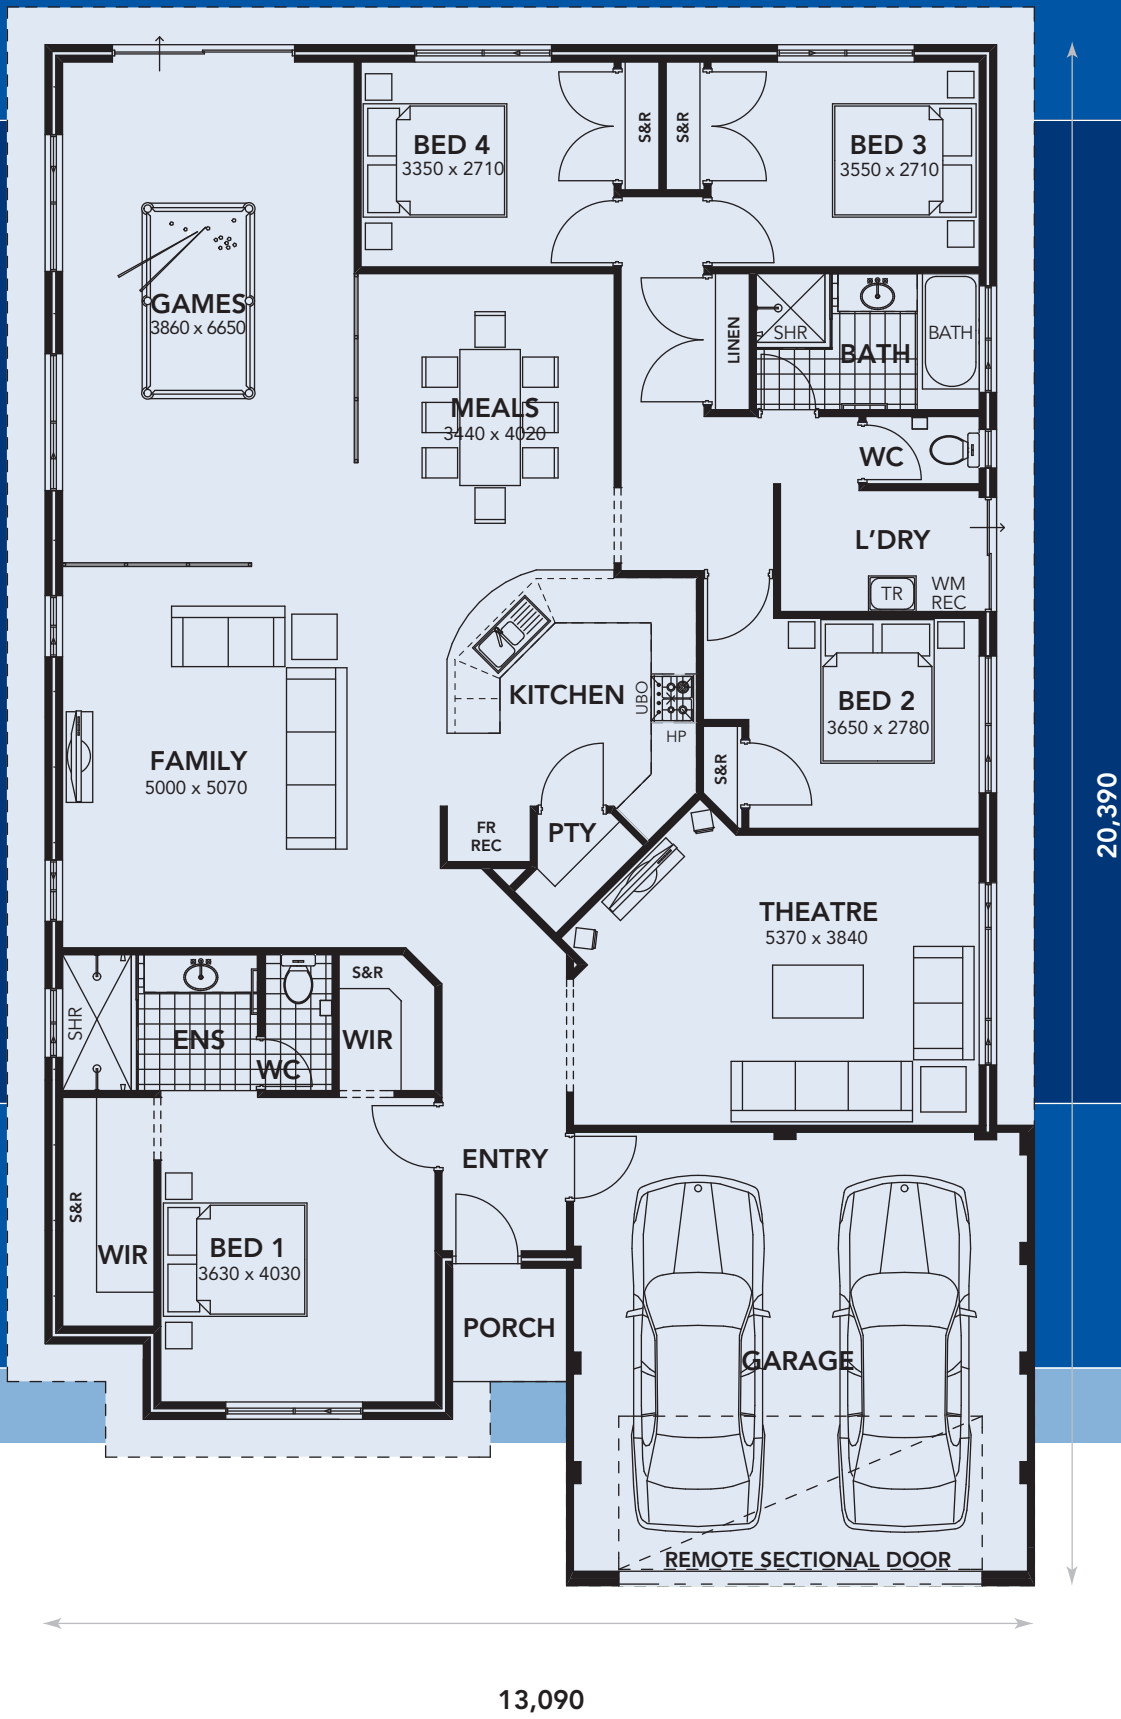 BED 4
3350 x 2710
S&R
S&R
BED 3
3550 x 2710
GAMES
3860 x 6650
MEALS
3440 x 4020
LINEN
SHR
BATH
BATH
WC
L'DRY
TR
WM
REC
KITCHEN
UBO
HP
BED 2
3650 x 2780
S&R
FAMILY
5000 x 5070
FR
REC
PTY
THEATRE
5370 x 3840
20,390
SHR
ENS
WC
S&R
WIR
ENTRY
S&R
WIR
BED 1
3630 x 4030
PORCH
GARAGE
REMOTE SECTIONAL DOOR
13,090